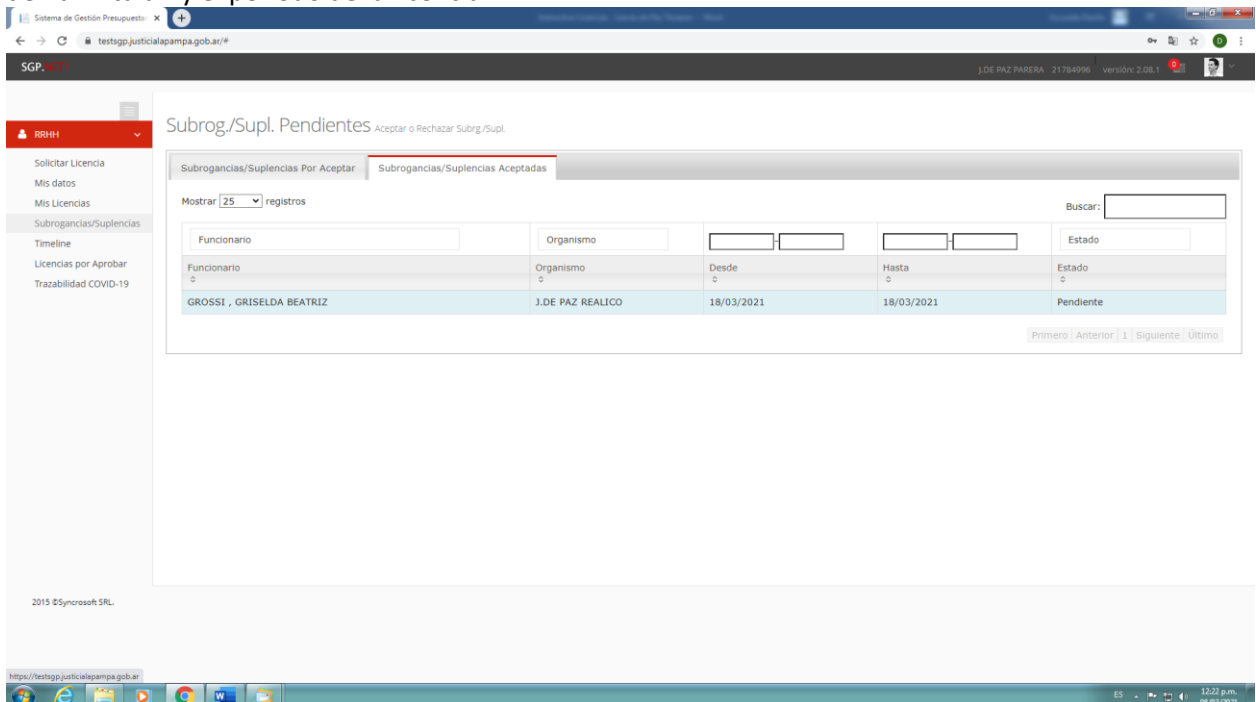 Sistema de Gestión Presupuestar
testsgp.justicialapampa.gob.ar/#
SGP.
J.DE PAZ PARERA 21784996 versión: 2.08.1 0
RRHH
Solicitar Licencia
Mis datos
Mis Licencias
Subrogancias/Suplencias
Timeline
Licencias por Aprobar
Trazabilidad COVID-19
Subrog./Supl. Pendientes Aceptar o Rechazar Subrg./Supl.
Subrogancias/Suplencias Por Aceptar Subrogancias/Suplencias Aceptadas
Mostrar 25 registros
Buscar:
Funcionario Organismo - - Estado
Funcionario Organismo Desde Hasta Estado
GROSSI , GRISELDA BEATRIZ J.DE PAZ REALICO 18/03/2021 18/03/2021 Pendiente
Primero Anterior 1 Siguiente Último
2015 ©Syncrosoft SRL.
https://testsgp.justicialapampa.gob.ar
ES 12:22 p.m.